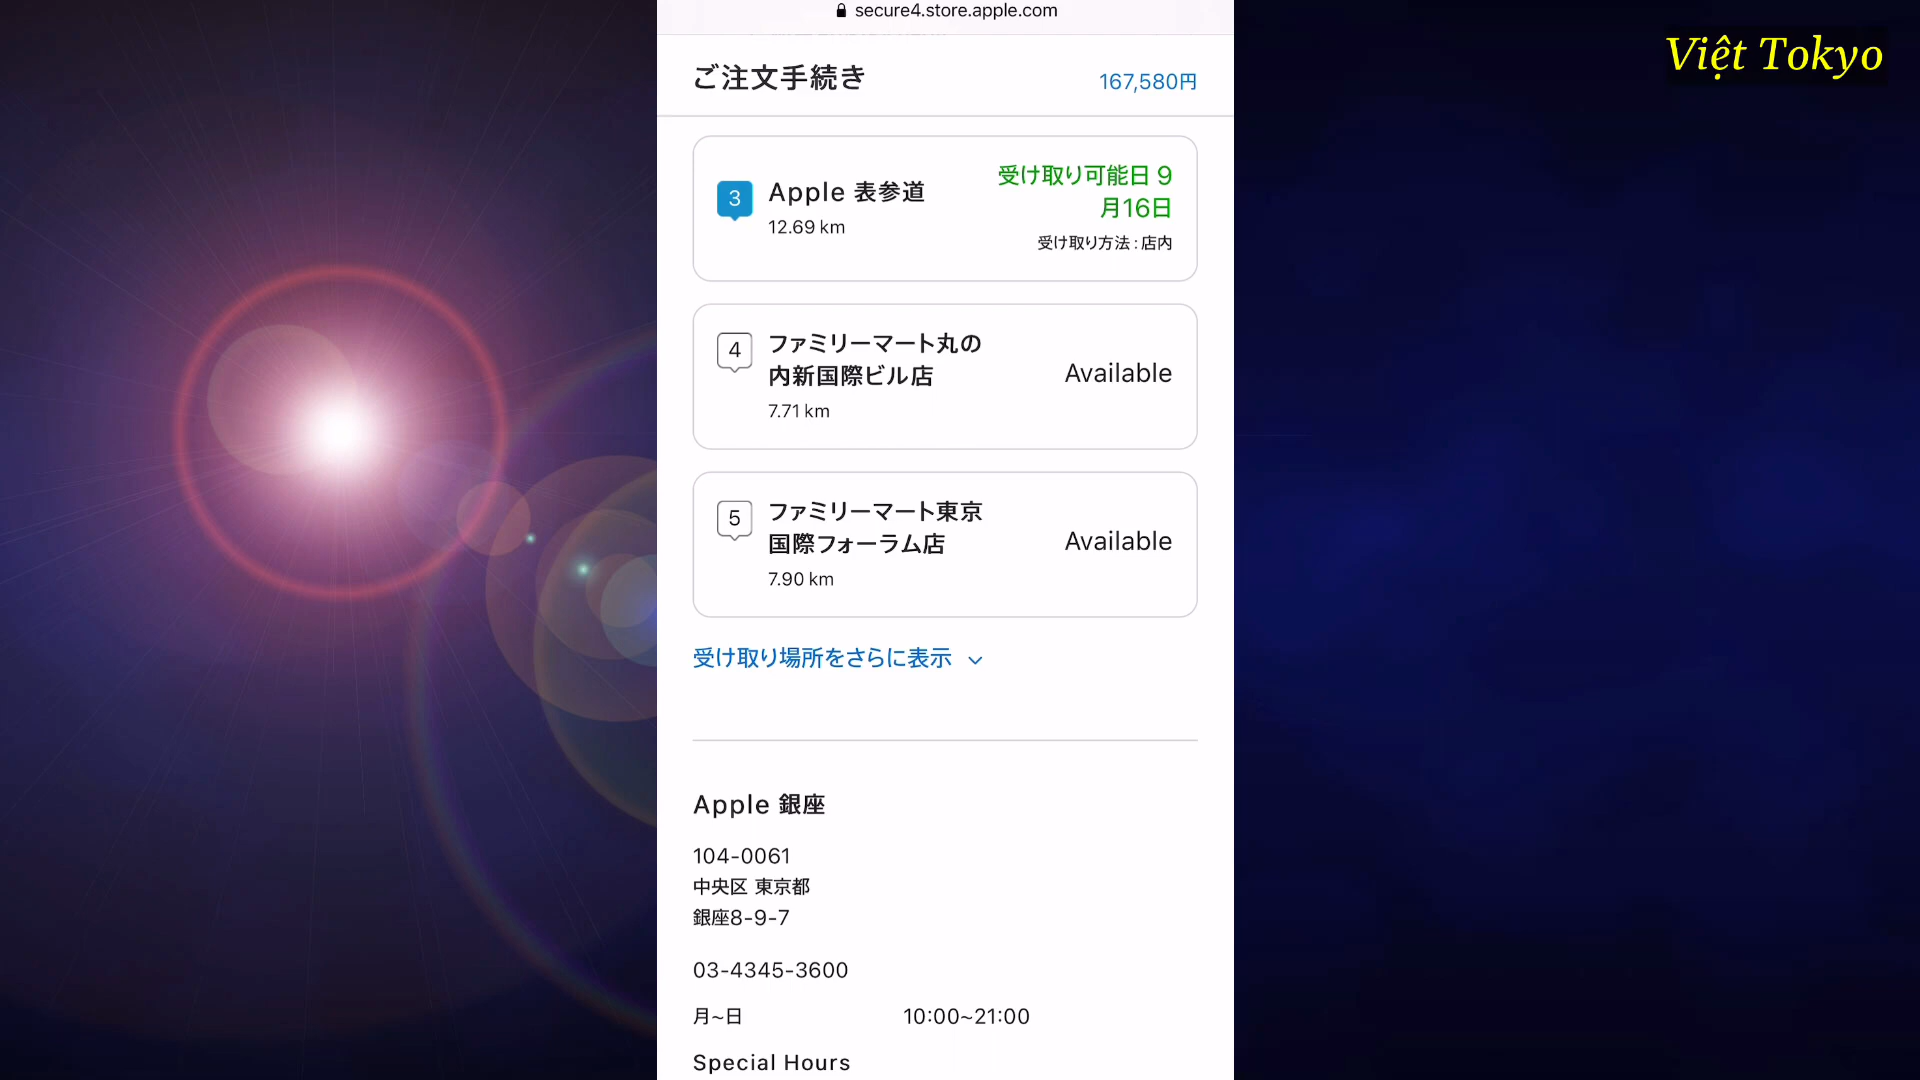 secure4.store.apple.com
Việt Tokyo
ご注文手続き
167,580円
3
Apple 表参道
12.69 km
受け取り可能日 9
月16日
受け取り方法 : 店内
4
ファミリーマート丸の
内新国際ビル店
7.71 km
Available
5
ファミリーマート東京
国際フォーラム店
7.90 km
Available
受け取り場所をさらに表示
Apple 銀座
104-0061
中央区 東京都
銀座8-9-7
03-4345-3600
月~日 10:00~21:00
Special Hours